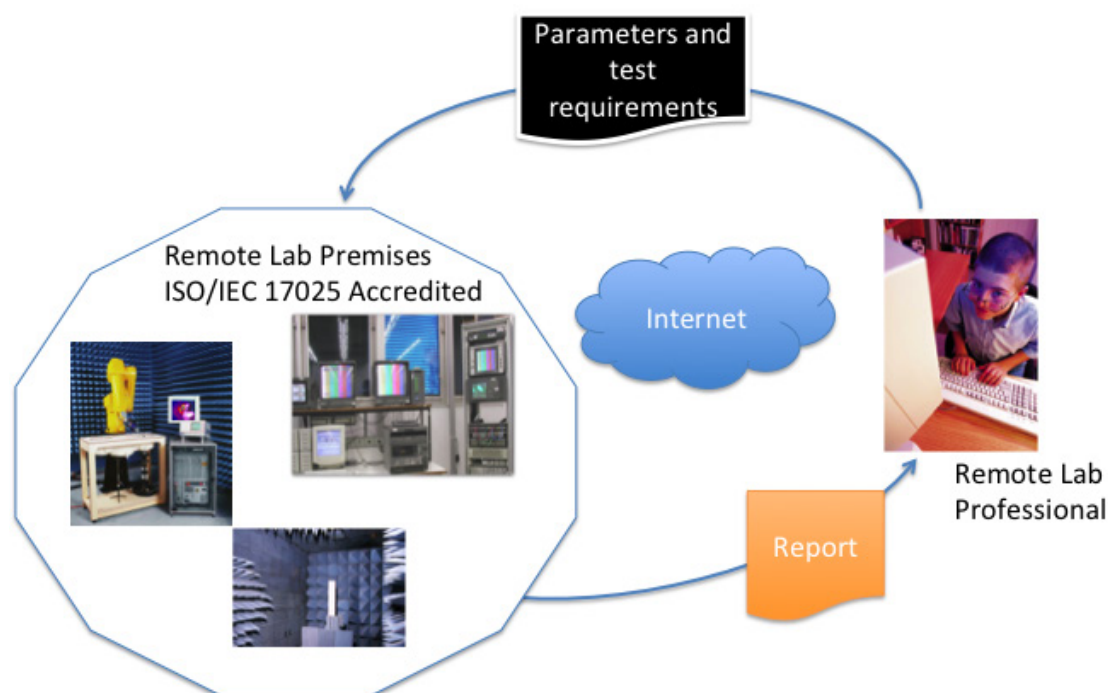 Parameters and
test
requirements
Remote Lab Premises
ISO/IEC 17025 Accredited
Internet
Remote Lab
Professional
Report